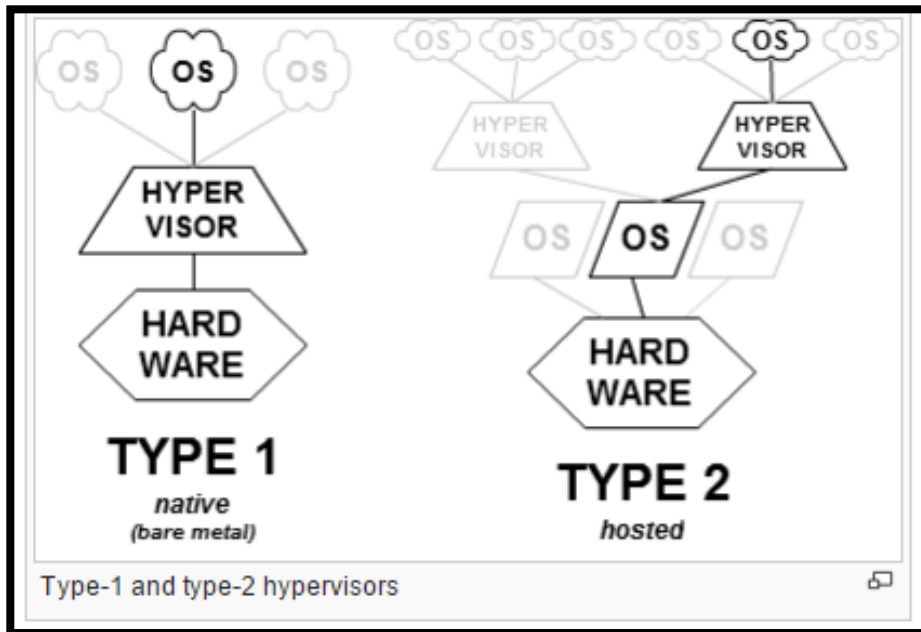 OS OS OS
HYPER
VISOR
HARD
WARE
TYPE 1
native
(bare metal)
OS OS OS OS OS OS
HYPER
VISOR
HYPER
VISOR
OS OS OS
HARD
WARE
TYPE 2
hosted
Type-1 and type-2 hypervisors